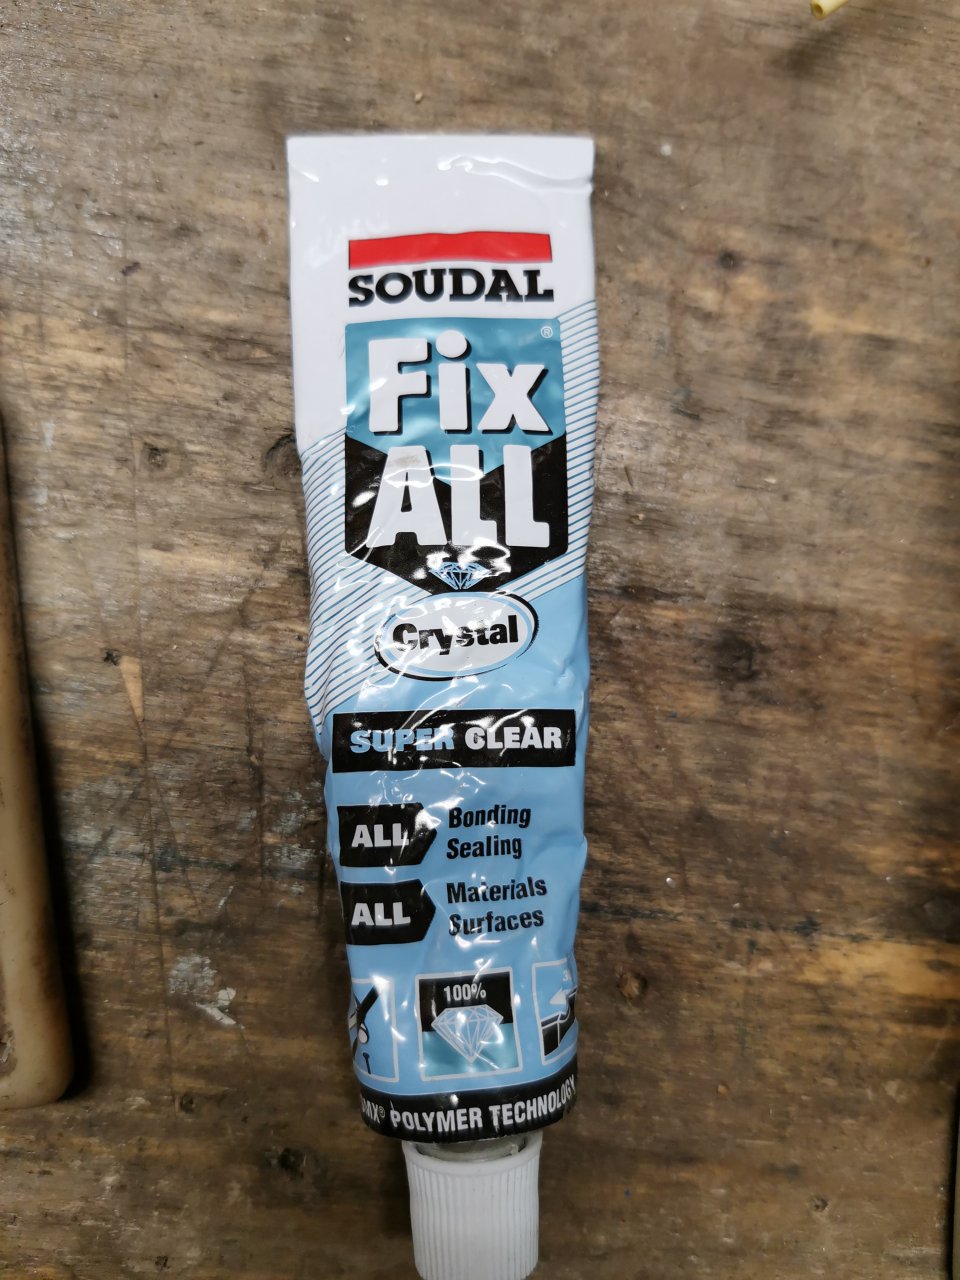 SOUDAL
Fix ®
ALL
Crystal
SUPER CLEAR
ALL Bonding
Sealing
ALL Materials
Surfaces
100%
POLYMER TECHNOLOGY